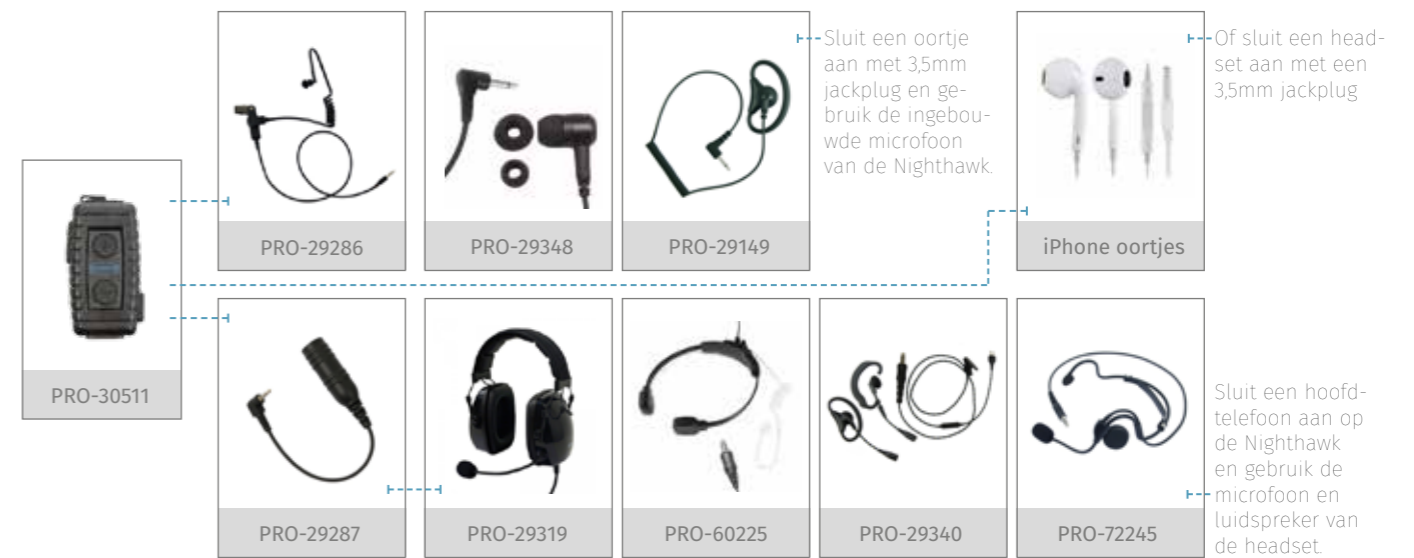 Sluit een oortje
aan met 3,5mm
jackplug en ge-
bruik de ingebou-
wde microfoon
van de Nighthawk.
Of sluit een head-
set aan met een
3,5mm jackplug
PRO-29286
PRO-29348
PRO-29149
iPhone oortjes
PRO-30511
Sluit een hoofd-
telefoon aan op
de Nighthawk
en gebruik de
microfoon en
luidspreker van
de headset.
PRO-29287
PRO-29319
PRO-60225
PRO-29340
PRO-72245